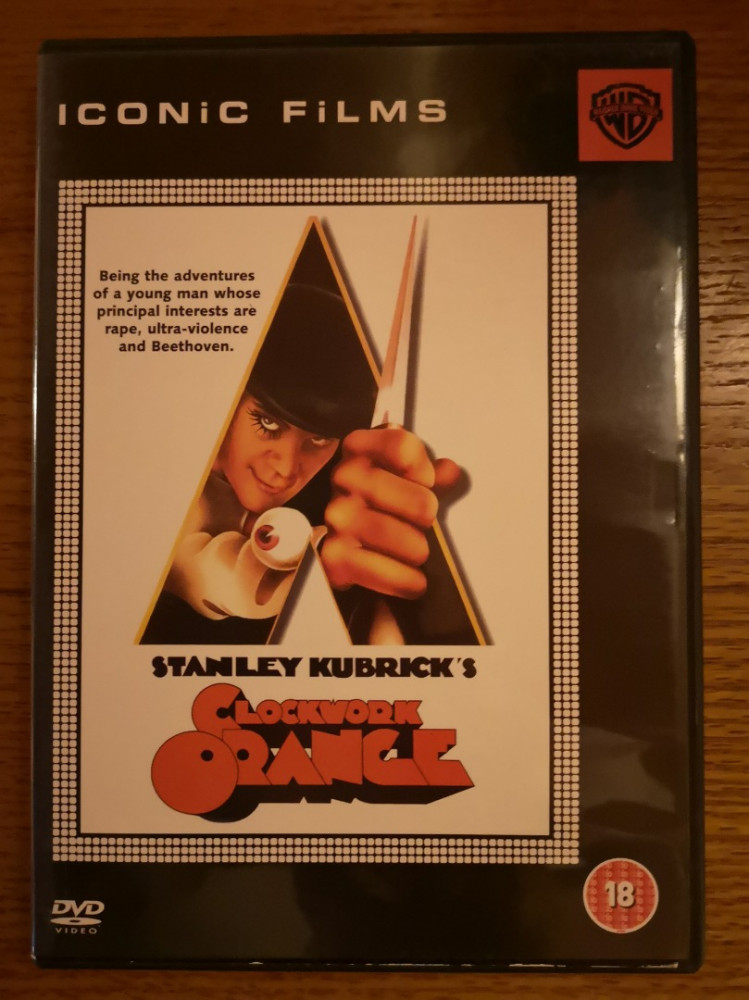 ICONiC FiLMS
WB
Being the adventures
of a young man whose
principal interests are
rape, ultra-violence
and Beethoven.
STANLEY KUBRICK'S
CLOCKWORK
ORANGE
DVD
VIDEO
18